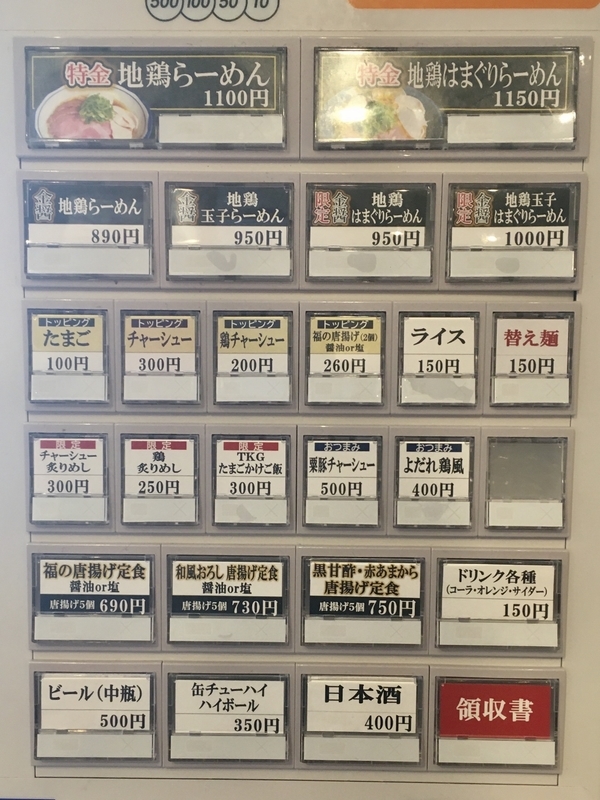 500 100 50 10
特金 地鶏らーめん
1100円
特金 地鶏はまぐりらーめん
1150円
地鶏らーめん
890円
地鶏
玉子らーめん
950円
限定
地鶏
はまぐりらーめん
950円
限定
地鶏玉子
はまぐりらーめん
1000円
トッピング
たまご
100円
トッピング
チャーシュー
300円
トッピング
鶏チャーシュー
200円
トッピング
福の唐揚げ(2個)
醤油or塩
260円
ライス
150円
替え麺
150円
限定
チャーシュー
炙りめし
300円
限定
鶏
炙りめし
250円
限定
TKG
たまごかけご飯
300円
おつまみ
栗豚チャーシュー
500円
おつまみ
よだれ鶏風
400円
福の唐揚げ定食
醤油or塩
唐揚げ5個 690円
和風おろし 唐揚げ定食
醤油or塩
唐揚げ5個 730円
黒甘酢・赤あまから
唐揚げ定食
唐揚げ5個 750円
ドリンク各種
(コーラ・オレンジ・サイダー)
150円
ビール(中瓶)
500円
缶チューハイ
ハイボール
350円
日本酒
400円
領収書